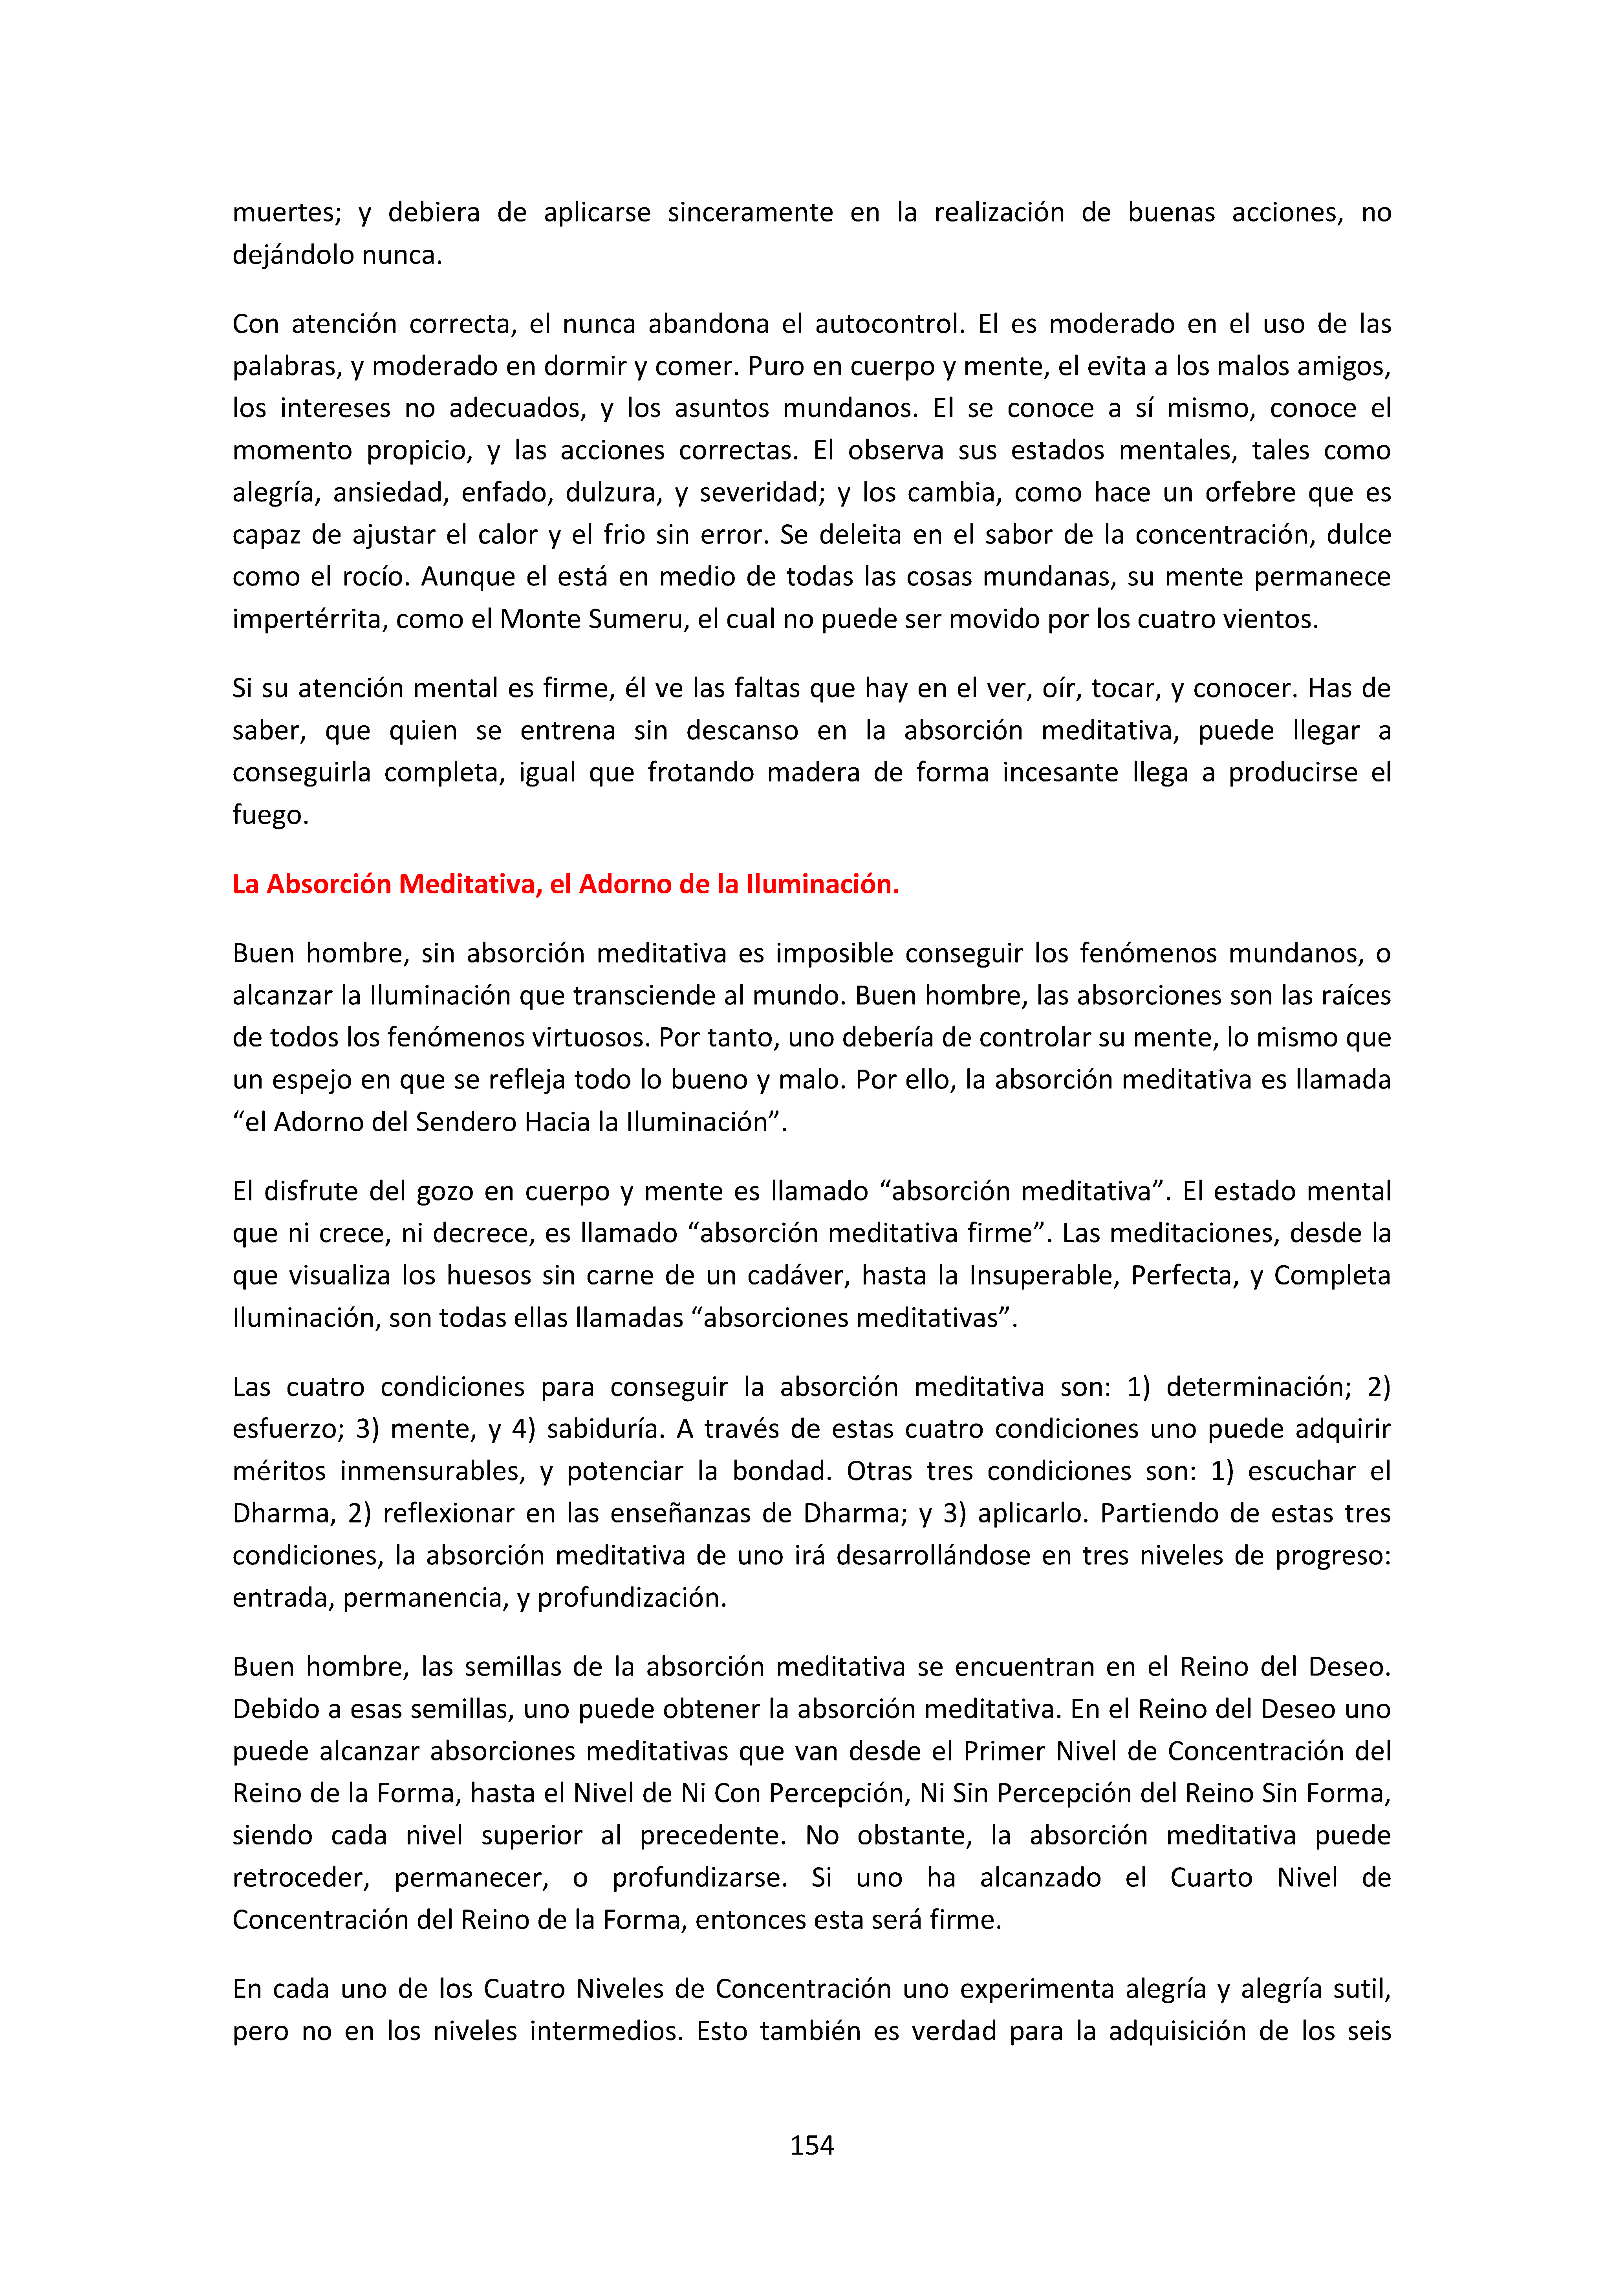 muertes; y debiera de aplicarse sinceramente en la realización de buenas acciones, no
dejándolo nunca.
Con atención correcta, el nunca abandona el autocontrol. El es moderado en el uso de las
palabras, y moderado en dormir y comer. Puro en cuerpo y mente, el evita a los malos amigos,
los intereses no adecuados, y los asuntos mundanos. El se conoce a sí mismo, conoce el
momento propicio, y las acciones correctas. El observa sus estados mentales, tales como
alegría, ansiedad, enfado, dulzura, y severidad; y los cambia, como hace un orfebre que es
capaz de ajustar el calor y el frio sin error. Se deleita en el sabor de la concentración, dulce
como el rocío. Aunque el está en medio de todas las cosas mundanas, su mente permanece
impertérrita, como el Monte Sumeru, el cual no puede ser movido por los cuatro vientos.
Si su atención mental es firme, él ve las faltas que hay en el ver, oír, tocar, y conocer. Has de
saber, que quien se entrena sin descanso en la absorción meditativa, puede llegar a
conseguirla completa, igual que frotando madera de forma incesante llega a producirse el
fuego.
La Absorción Meditativa, el Adorno de la Iluminación.
Buen hombre, sin absorción meditativa es imposible conseguir los fenómenos mundanos, o
alcanzar la Iluminación que transciende al mundo. Buen hombre, las absorciones son las raíces
de todos los fenómenos virtuosos. Por tanto, uno debería de controlar su mente, lo mismo que
un espejo en que se refleja todo lo bueno y malo. Por ello, la absorción meditativa es llamada
“el Adorno del Sendero Hacia la Iluminación”.
El disfrute del gozo en cuerpo y mente es llamado “absorción meditativa”. El estado mental
que ni crece, ni decrece, es llamado “absorción meditativa firme”. Las meditaciones, desde la
que visualiza los huesos sin carne de un cadáver, hasta la Insuperable, Perfecta, y Completa
Iluminación, son todas ellas llamadas “absorciones meditativas”.
Las cuatro condiciones para conseguir la absorción meditativa son: 1) determinación; 2)
esfuerzo; 3) mente, y 4) sabiduría. A través de estas cuatro condiciones uno puede adquirir
méritos inmensurables, y potenciar la bondad. Otras tres condiciones son: 1) escuchar el
Dharma, 2) reflexionar en las enseñanzas de Dharma; y 3) aplicarlo. Partiendo de estas tres
condiciones, la absorción meditativa de uno irá desarrollándose en tres niveles de progreso:
entrada, permanencia, y profundización.
Buen hombre, las semillas de la absorción meditativa se encuentran en el Reino del Deseo.
Debido a esas semillas, uno puede obtener la absorción meditativa. En el Reino del Deseo uno
puede alcanzar absorciones meditativas que van desde el Primer Nivel de Concentración del
Reino de la Forma, hasta el Nivel de Ni Con Percepción, Ni Sin Percepción del Reino Sin Forma,
siendo cada nivel superior al precedente. No obstante, la absorción meditativa puede
retroceder, permanecer, o profundizarse. Si uno ha alcanzado el Cuarto Nivel de
Concentración del Reino de la Forma, entonces esta será firme.
En cada uno de los Cuatro Niveles de Concentración uno experimenta alegría y alegría sutil,
pero no en los niveles intermedios. Esto también es verdad para la adquisición de los seis
154